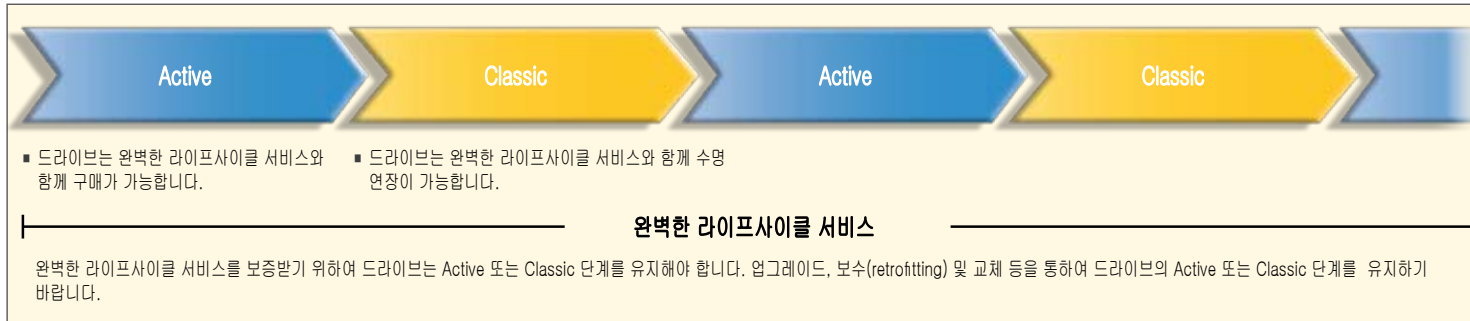 Active
Classic
Active
Classic
▪ 드라이브는 완벽한 라이프사이클 서비스와
함께 구매가 가능합니다.
▪ 드라이브는 완벽한 라이프사이클 서비스와 함께 수명
연장이 가능합니다.
완벽한 라이프사이클 서비스
완벽한 라이프사이클 서비스를 보증받기 위하여 드라이브는 Active 또는 Classic 단계를 유지해야 합니다. 업그레이드, 보수(retrofitting) 및 교체 등을 통하여 드라이브의 Active 또는 Classic 단계를 유지하기
바랍니다.